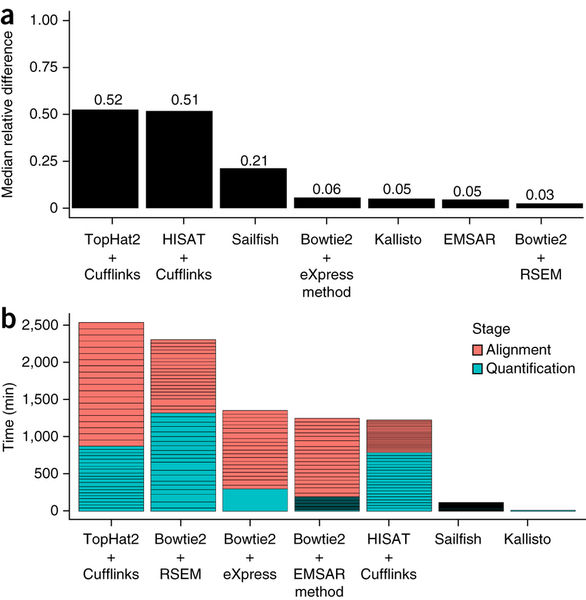 a
Median relative difference
1.00
0.75
0.50
0.25
0
0.52
0.51
0.21
0.06
0.05
0.05
0.03
TopHat2
+
Cufflinks
HISAT
+
Cufflinks
Sailfish
Bowtie2
+
eXpress
method
Kallisto
EMSAR
Bowtie2
+
RSEM
b
Time (min)
2,500
2,000
1,500
1,000
500
0
Stage
Alignment
Quantification
TopHat2
+
Cufflinks
Bowtie2
+
RSEM
Bowtie2
+
eXpress
Bowtie2
+
EMSAR
method
HISAT
+
Cufflinks
Sailfish
Kallisto